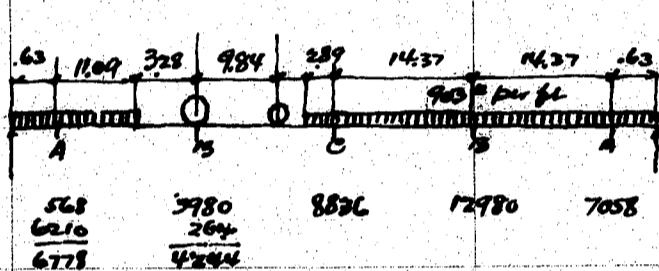 .63 11.09 3.28 9.84 2.89 14.37 14.37 .63
903 # per ft
A B C B A
568 3980 8836 12980 7058
6210 264
6778 4244